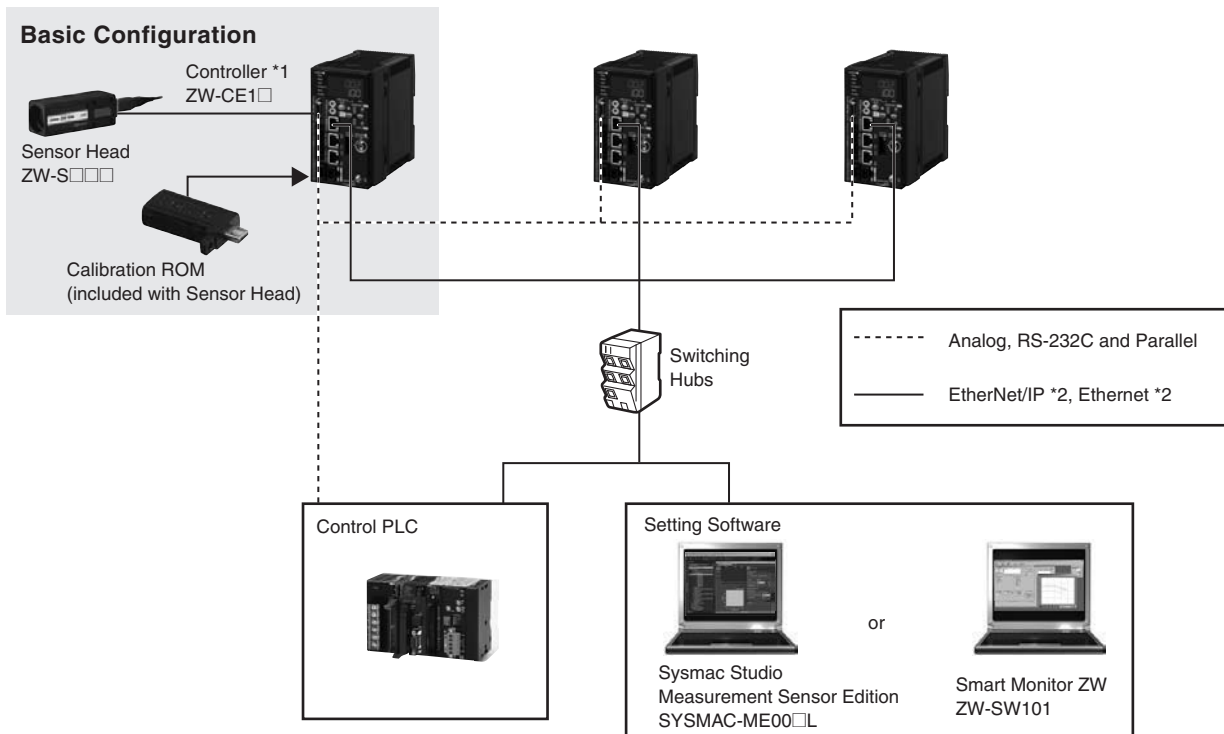 Basic Configuration
Controller *1
ZW-CE1□
Sensor Head
ZW-S□□□
Calibration ROM
(included with Sensor Head)
Switching
Hubs
Analog, RS-232C and Parallel
EtherNet/IP *2, Ethernet *2
Control PLC
Setting Software
Sysmac Studio
Measurement Sensor Edition
SYSMAC-ME00□L
or
Smart Monitor ZW
ZW-SW101